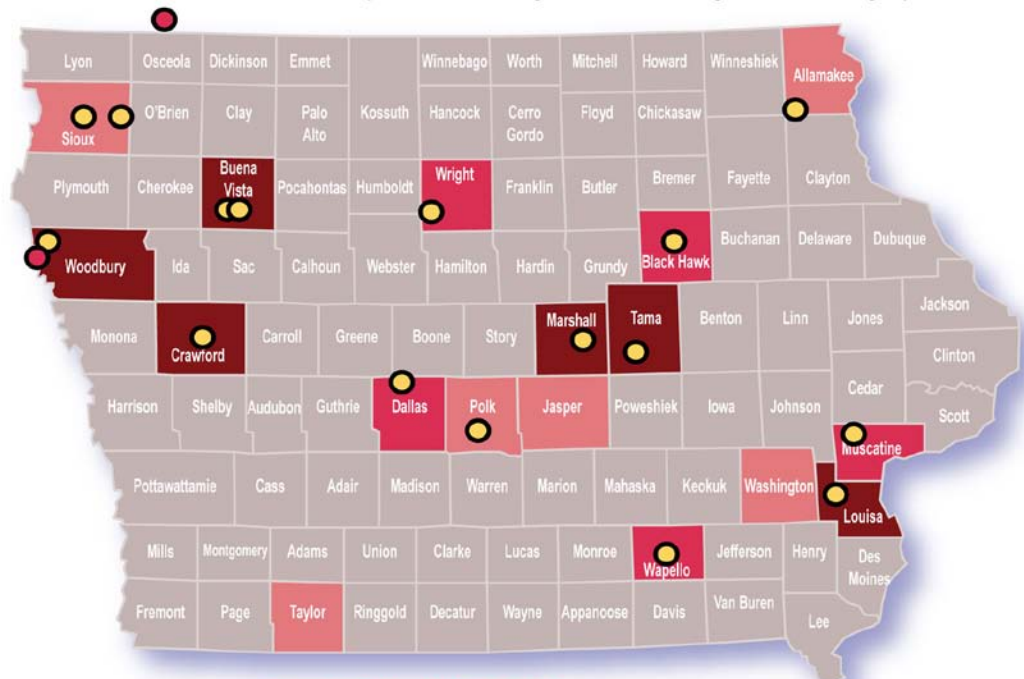 Lyon
Osceola
Dickinson
Emmet
Winnebago
Worth
Mitchell
Howard
Winneshiek
Allamakee
Sioux
O'Brien
Clay
Palo
Alto
Kossuth
Hancock
Cerro
Gordo
Floyd
Chickasaw
Plymouth
Cherokee
Buena
Vista
Pocahontas
Humboldt
Wright
Franklin
Butler
Bremer
Fayette
Clayton
Woodbury
Ida
Sac
Calhoun
Webster
Hamilton
Hardin
Grundy
Black Hawk
Buchanan
Delaware
Dubuque
Monona
Crawford
Carroll
Greene
Boone
Story
Marshall
Tama
Benton
Linn
Jones
Jackson
Clinton
Cedar
Scott
Harrison
Shelby
Audubon
Guthrie
Dallas
Polk
Jasper
Poweshiek
Iowa
Johnson
Muscatine
Pottawattamie
Cass
Adair
Madison
Warren
Marion
Mahaska
Keokuk
Washington
Louisa
Mills
Montgomery
Adams
Union
Clarke
Lucas
Monroe
Wapello
Jefferson
Henry
Des
Moines
Fremont
Page
Taylor
Ringgold
Decatur
Wayne
Appanoose
Davis
Van Buren
Lee